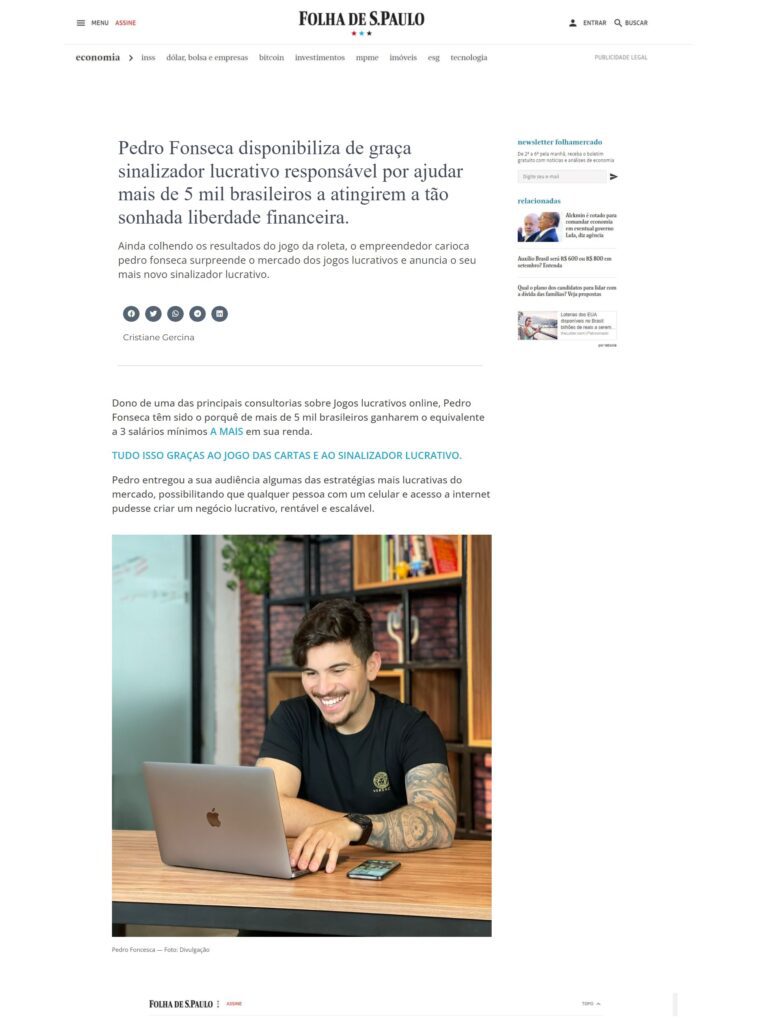 MENU ASSINE
FOLHA DE S.PAULO
ENTRAR BUSCAR
economia inss dólar, bolsa e empresas bitcoin investimentos mpme imóveis esg tecnologia
PUBLICIDADE LEGAL
Pedro Fonseca disponibiliza de graça
sinalizador lucrativo responsável por ajudar
mais de 5 mil brasileiros a atingirem a tão
sonhada liberdade financeira.
Ainda colhendo os resultados do jogo da roleta, o empreendedor carioca
pedro fonseca surpreende o mercado dos jogos lucrativos e anuncia o seu
mais novo sinalizador lucrativo.
Cristiane Gercina
newsletter folhamercado
De 2ª a 6ª pela manhã, receba o boletim
gratuito com notícias e análises de economia
Digite seu e-mail
relacionadas
Alckmin é cotado para
comandar economia
em eventual governo
Lula, diz agência
Auxílio Brasil será R$ 600 ou R$ 800 em
setembro? Entenda
Qual o plano dos candidatos para lidar com
a dívida das famílias? Veja propostas
Loterias dos EUA
disponíveis no Brasil:
bilhões de reais a serem...
Dono de uma das principais consultorias sobre Jogos lucrativos online, Pedro
Fonseca têm sido o porquê de mais de 5 mil brasileiros ganharem o equivalente
a 3 salários mínimos A MAIS em sua renda.
TUDO ISSO GRAÇAS AO JOGO DAS CARTAS E AO SINALIZADOR LUCRATIVO.
Pedro entregou a sua audiência algumas das estratégias mais lucrativas do
mercado, possibilitando que qualquer pessoa com um celular e acesso a internet
pudesse criar um negócio lucrativo, rentável e escalável.
Pedro Foncesca — Foto: Divulgação
FOLHA DE S.PAULO ASSINE
TOPO